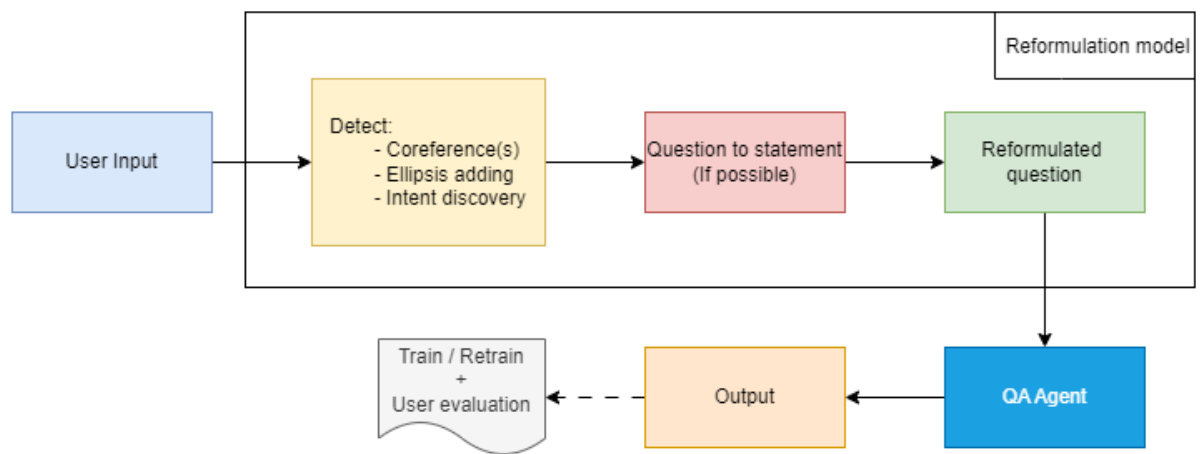 Reformulation model
User Input
Detect:
- Coreference(s)
- Ellipsis adding
- Intent discovery
Question to statement
(If possible)
Reformulated
question
Train / Retrain
+
User evaluation
Output
QA Agent